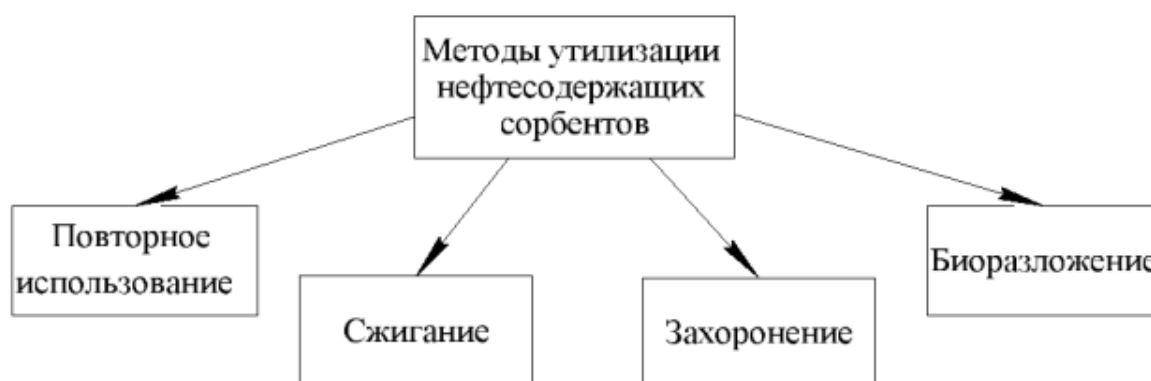 Методы утилизации
нефтесодержащих
сорбентов
Повторное
использование
Сжигание
Захоронение
Биоразложение